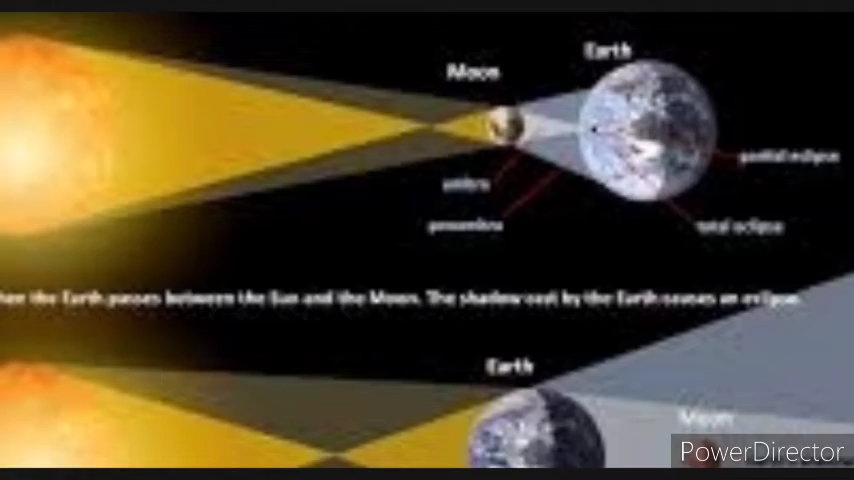 Earth
Moon
partial eclipse
umbra
penumbra
total eclipse
hen the Earth passes between the Sun and the Moon. The shadow cast by the Earth causes an eclipse.
Earth
Moon
PowerDirector